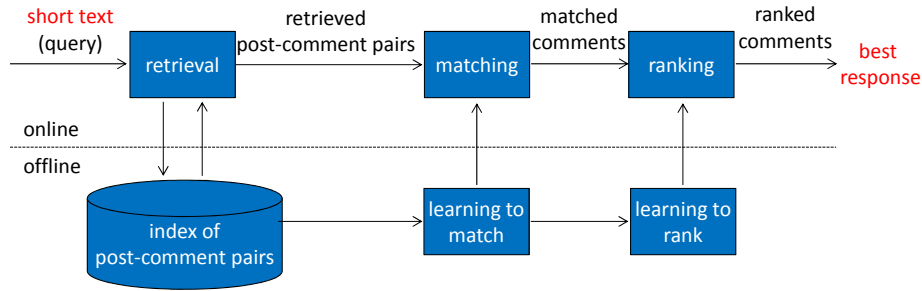 short text
(query)
retrieval
retrieved
post-comment pairs
matching
matched
comments
ranking
ranked
comments
best
response
online
offline
index of
post-comment pairs
learning to
match
learning to
rank